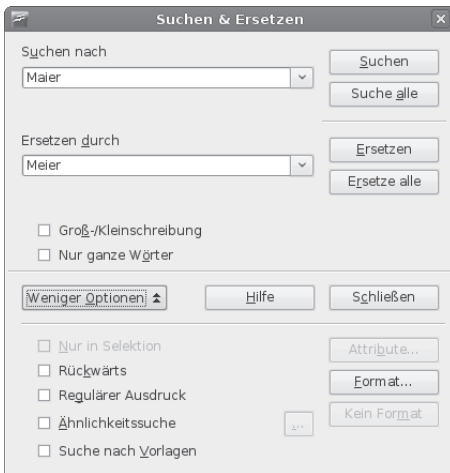 Suchen & Ersetzen
Suchen nach
Maier
Suchen
Suche alle
Ersetzen durch
Meier
Ersetzen
Ersetze alle
Groß-/Kleinschreibung
Nur ganze Wörter
Weniger Optionen
Hilfe
Schließen
Nur in Selektion
Attribute...
Rückwärts
Format...
Regulärer Ausdruck
Kein Format
Ähnlichkeitssuche
...
Suche nach Vorlagen